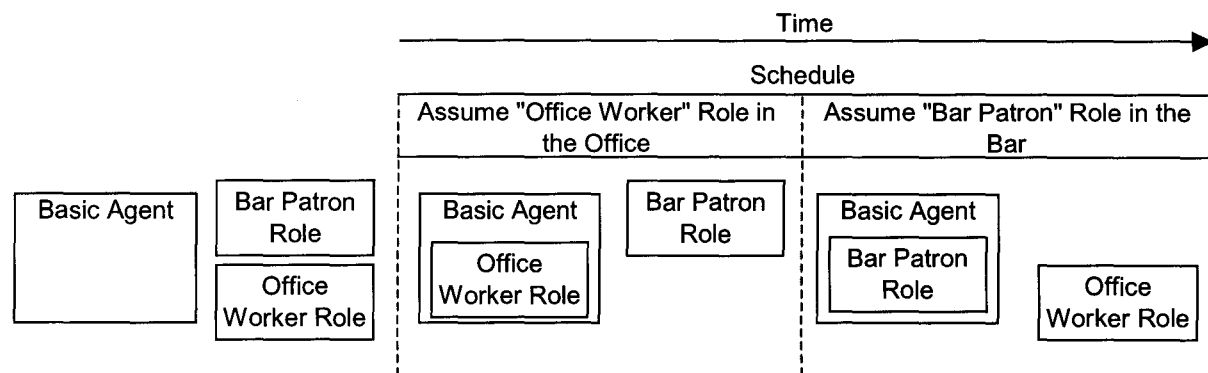 Time
Schedule
Assume "Office Worker" Role in
the Office
Assume "Bar Patron" Role in the
Bar
Basic Agent
Bar Patron
Role
Office
Worker Role
Basic Agent
Office
Worker Role
Bar Patron
Role
Basic Agent
Bar Patron
Role
Office
Worker Role